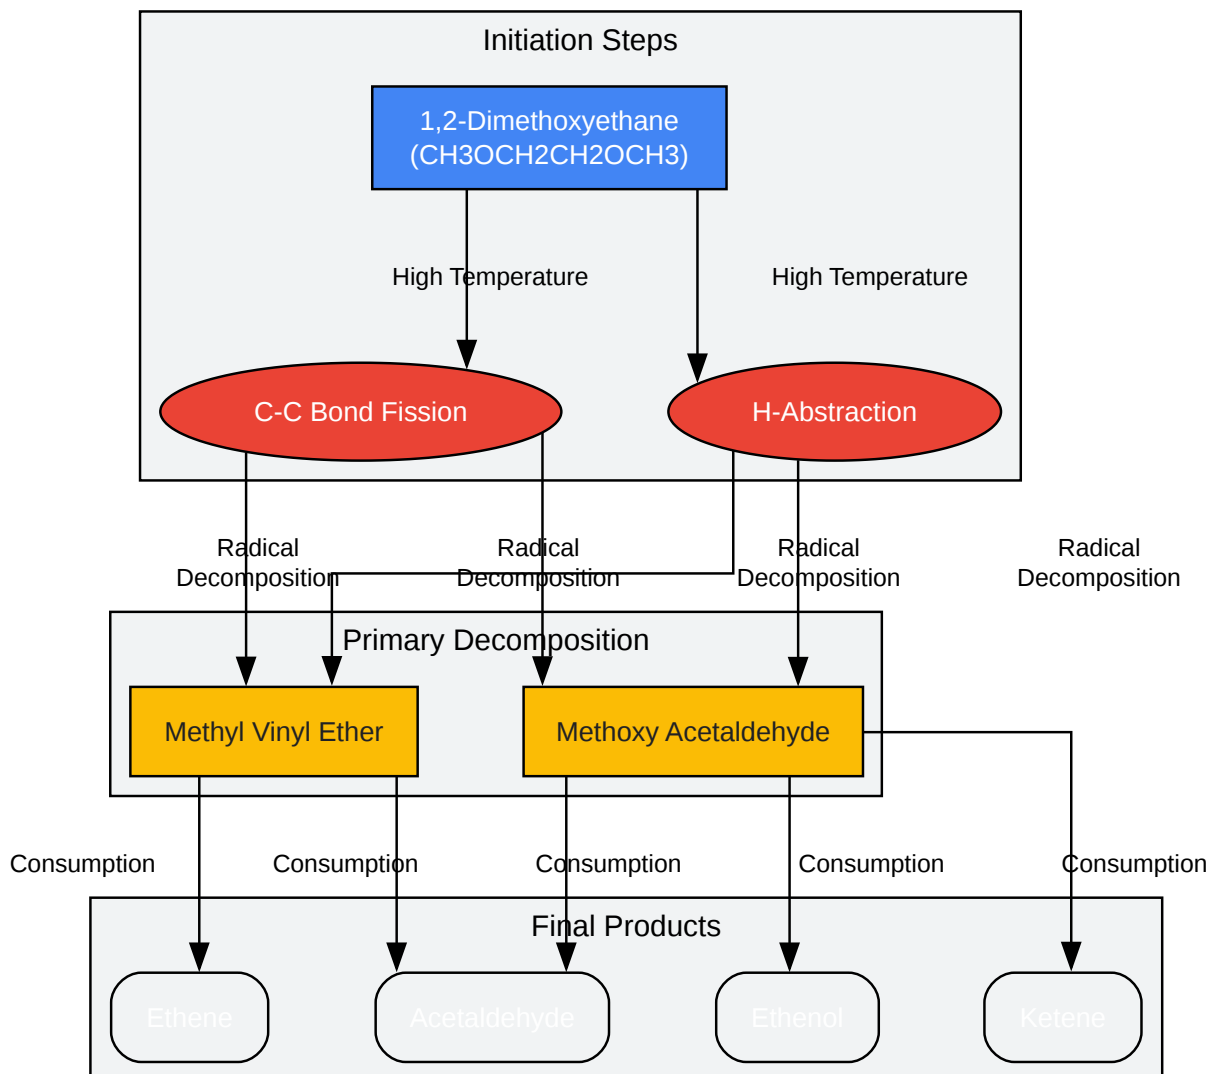 Initiation Steps
1,2-Dimethoxyethane
(CH3OCH2CH2OCH3)
High Temperature
High Temperature
C-C Bond Fission
H-Abstraction
Radical
Decomposition
Radical
Decomposition
Radical
Decomposition
Radical
Decomposition
Primary Decomposition
Methyl Vinyl Ether
Methoxy Acetaldehyde
Consumption
Consumption
Consumption
Consumption
Consumption
Final Products
Ethene
Acetaldehyde
Ethenol
Ketene